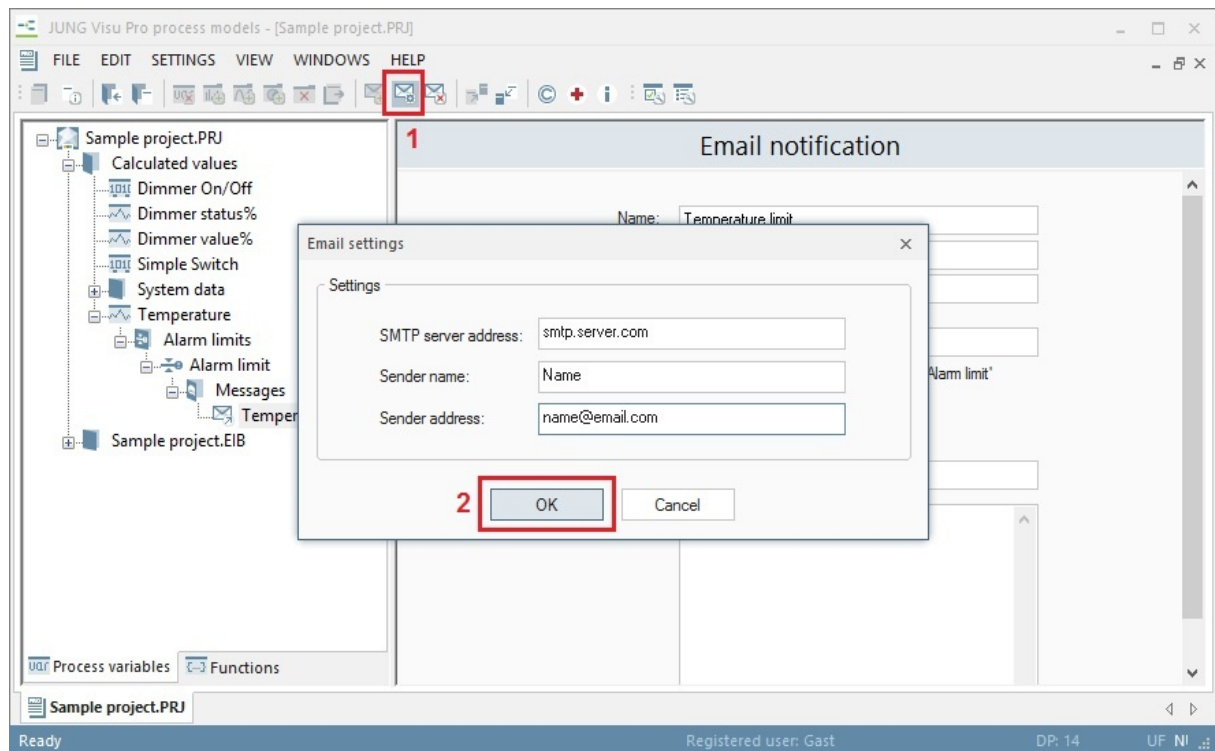 JUNG Visu Pro process models - [Sample project.PRJ]
FILE EDIT SETTINGS VIEW WINDOWS HELP
1
Sample project.PRJ
Calculated values
1011 Dimmer On/Off
Dimmer status%
Dimmer value%
1011 Simple Switch
System data
Temperature
Alarm limits
Alarm limit
Messages
Temper
Sample project.EIB
Email notification
Name: Temperature limit
Alarm limit"
Email settings
Settings
SMTP server address: smtp.server.com
Sender name: Name
Sender address: name@email.com
2 OK Cancel
var Process variables Functions
Sample project.PRJ
Ready Registered user: Gast DP: 14 UF